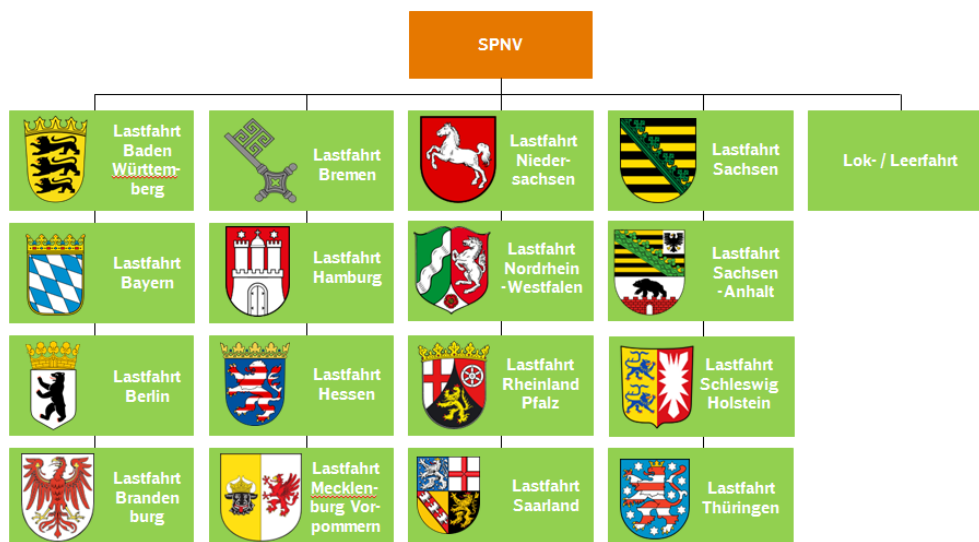 SPNV
Lastfahrt
Baden
Württem-
berg
Lastfahrt
Bremen
Lastfahrt
Nieder-
sachsen
Lastfahrt
Sachsen
Lok- / Leerfahrt
Lastfahrt
Bayern
Lastfahrt
Hamburg
Lastfahrt
Nordrhein
-Westfalen
Lastfahrt
Sachsen
-Anhalt
Lastfahrt
Berlin
Lastfahrt
Hessen
Lastfahrt
Rheinland
Pfalz
Lastfahrt
Schleswig
Holstein
Lastfahrt
Branden
burg
Lastfahrt
Mecklen-
burg Vor-
pommern
Lastfahrt
Saarland
Lastfahrt
Thüringen